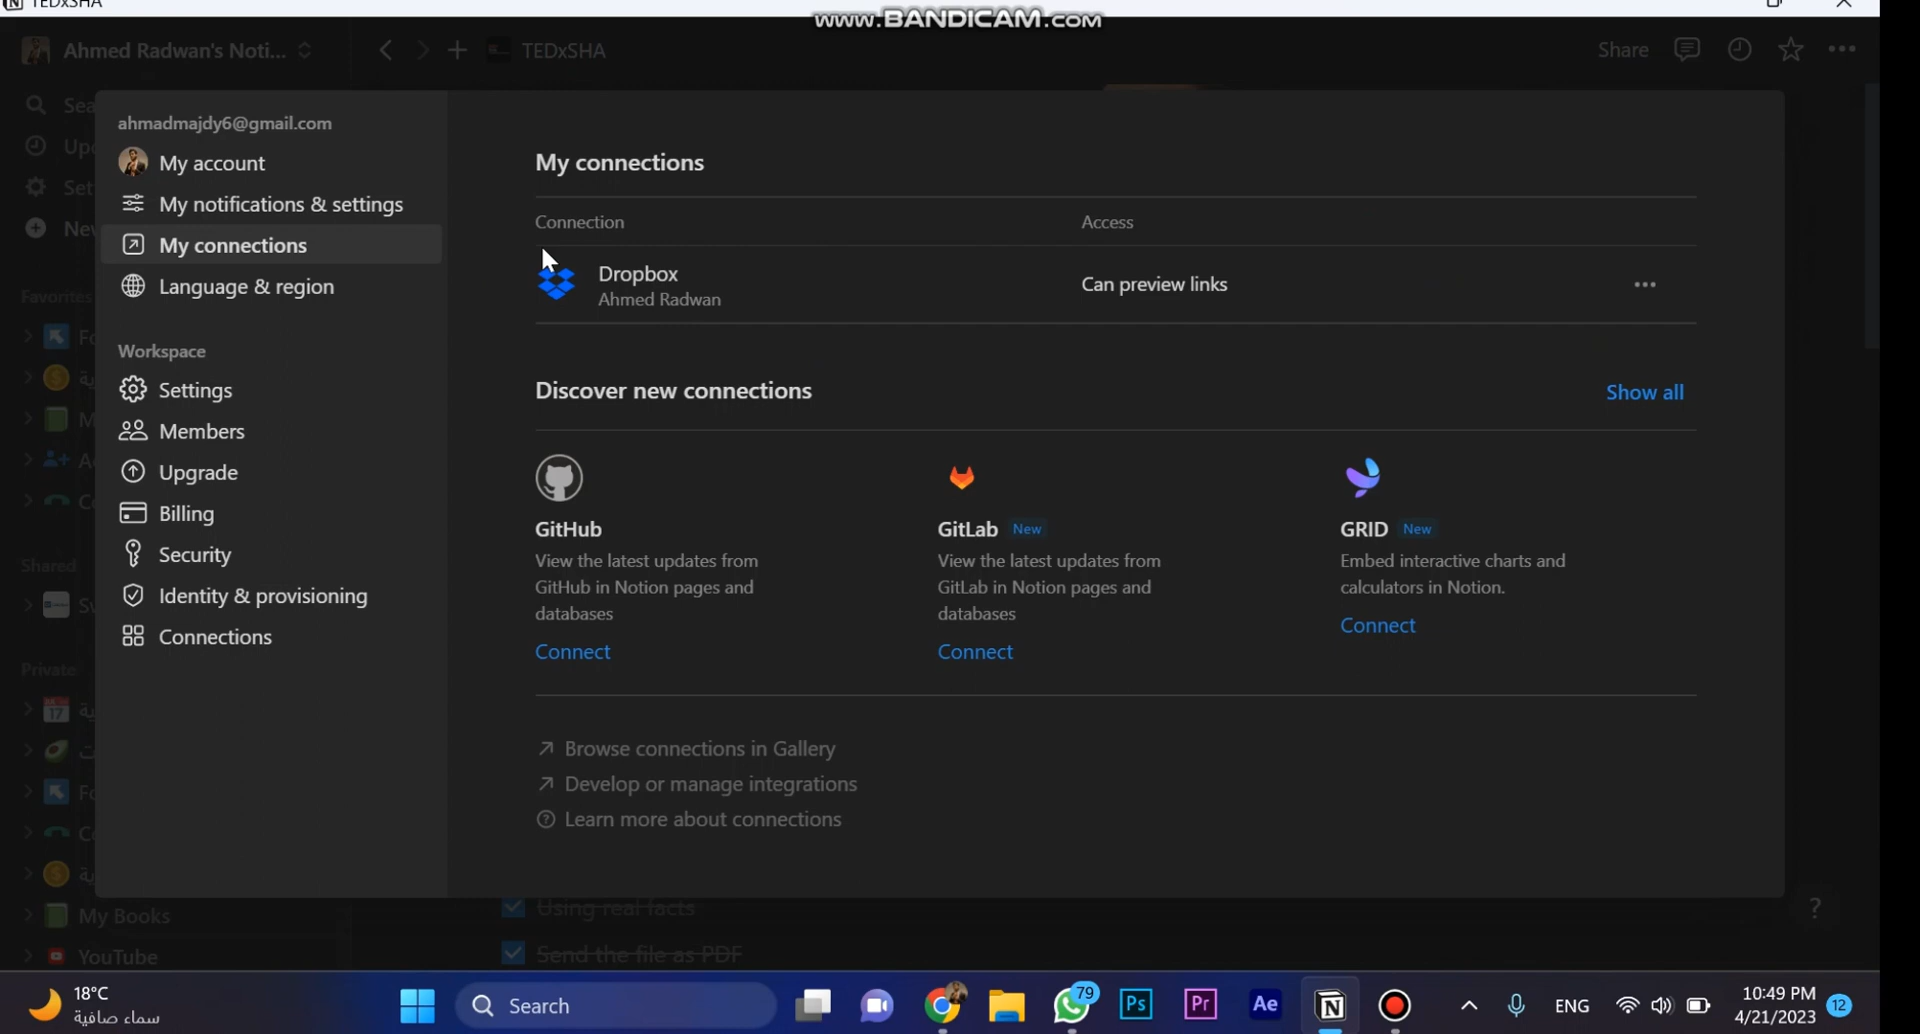 TEDxSHA
www.BANDICAM.com
Ahmed Radwan's Noti...
TEDxSHA
Share
ahmadmajdy6@gmail.com
My account
My notifications & settings
My connections
Language & region
Workspace
Settings
Members
Upgrade
Billing
Security
Identity & provisioning
Connections
Favorites
Shared
Private
My Books
YouTube
My connections
Connection Access
Dropbox
Ahmed Radwan
Can preview links
Discover new connections
Show all
GitHub
View the latest updates from
GitHub in Notion pages and
databases
Connect
GitLab New
View the latest updates from
GitLab in Notion pages and
databases
Connect
GRID New
Embed interactive charts and
calculators in Notion.
Connect
Browse connections in Gallery
Develop or manage integrations
Learn more about connections
Using real facts
Send the file as PDF
?
18°C
سماء صافية
Search
79
Ps
Pr
Ae
ENG
10:49 PM
4/21/2023
12